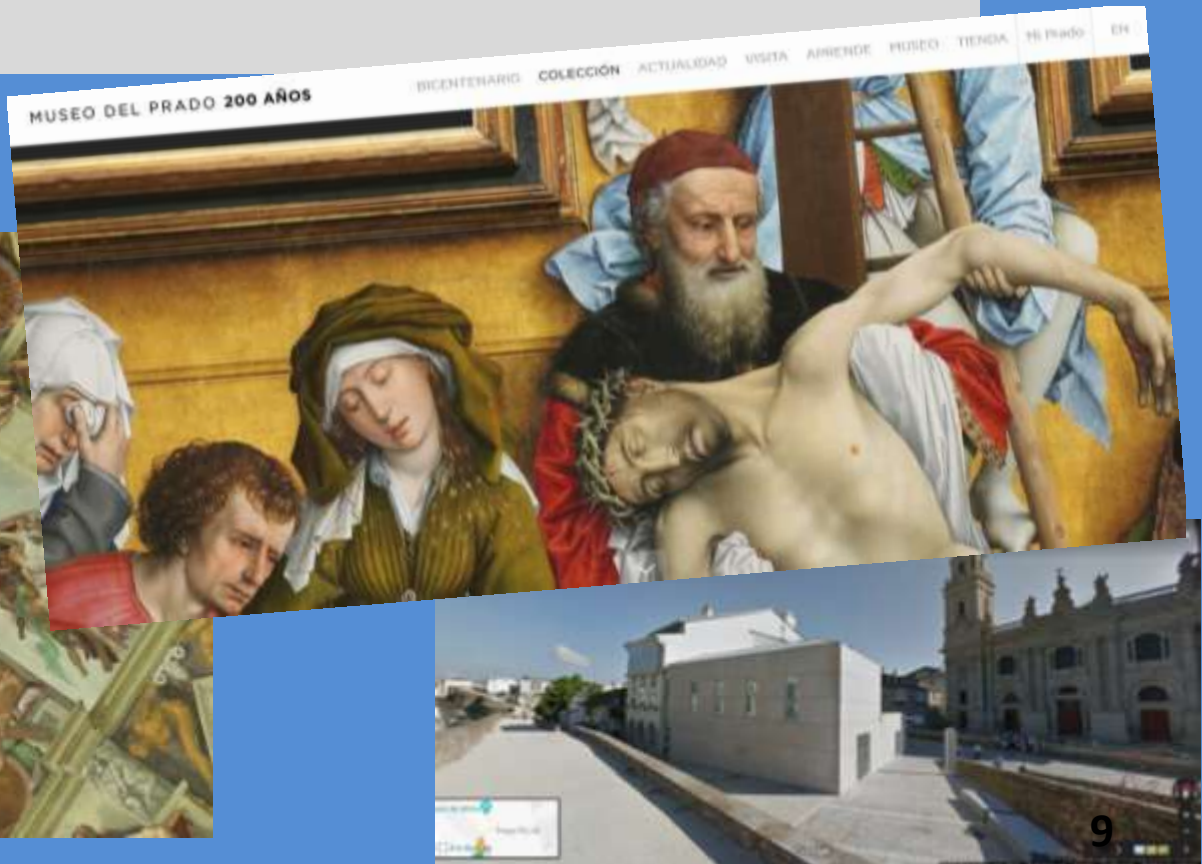 MUSEO DEL PRADO 200 AÑOS
BICENTENARIO COLECCIÓN ACTUALIDAD VISITA APRENDE MUSEO TIENDA Mi Prado EN
9